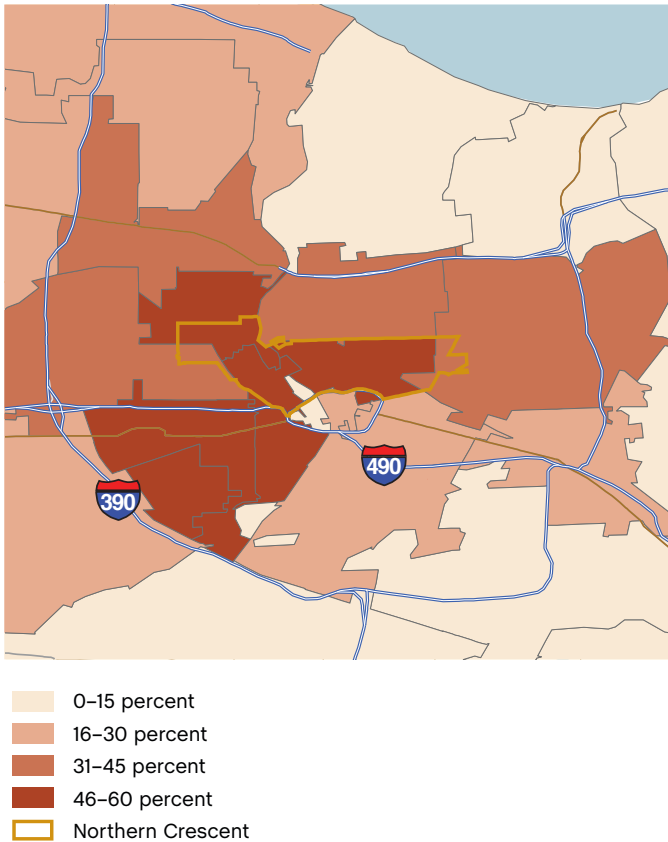 490
390
0–15 percent
16–30 percent
31–45 percent
46–60 percent
Northern Crescent